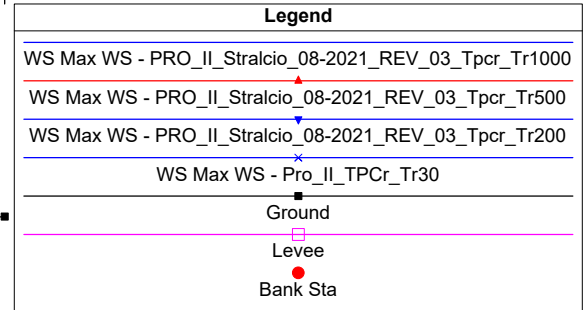 Legend
WS Max WS - PRO_II_Stralcio_08-2021_REV_03_Tpcr_Tr1000
WS Max WS - PRO_II_Stralcio_08-2021_REV_03_Tpcr_Tr500
WS Max WS - PRO_II_Stralcio_08-2021_REV_03_Tpcr_Tr200
WS Max WS - Pro_II_TPCr_Tr30
Ground
Levee
Bank Sta